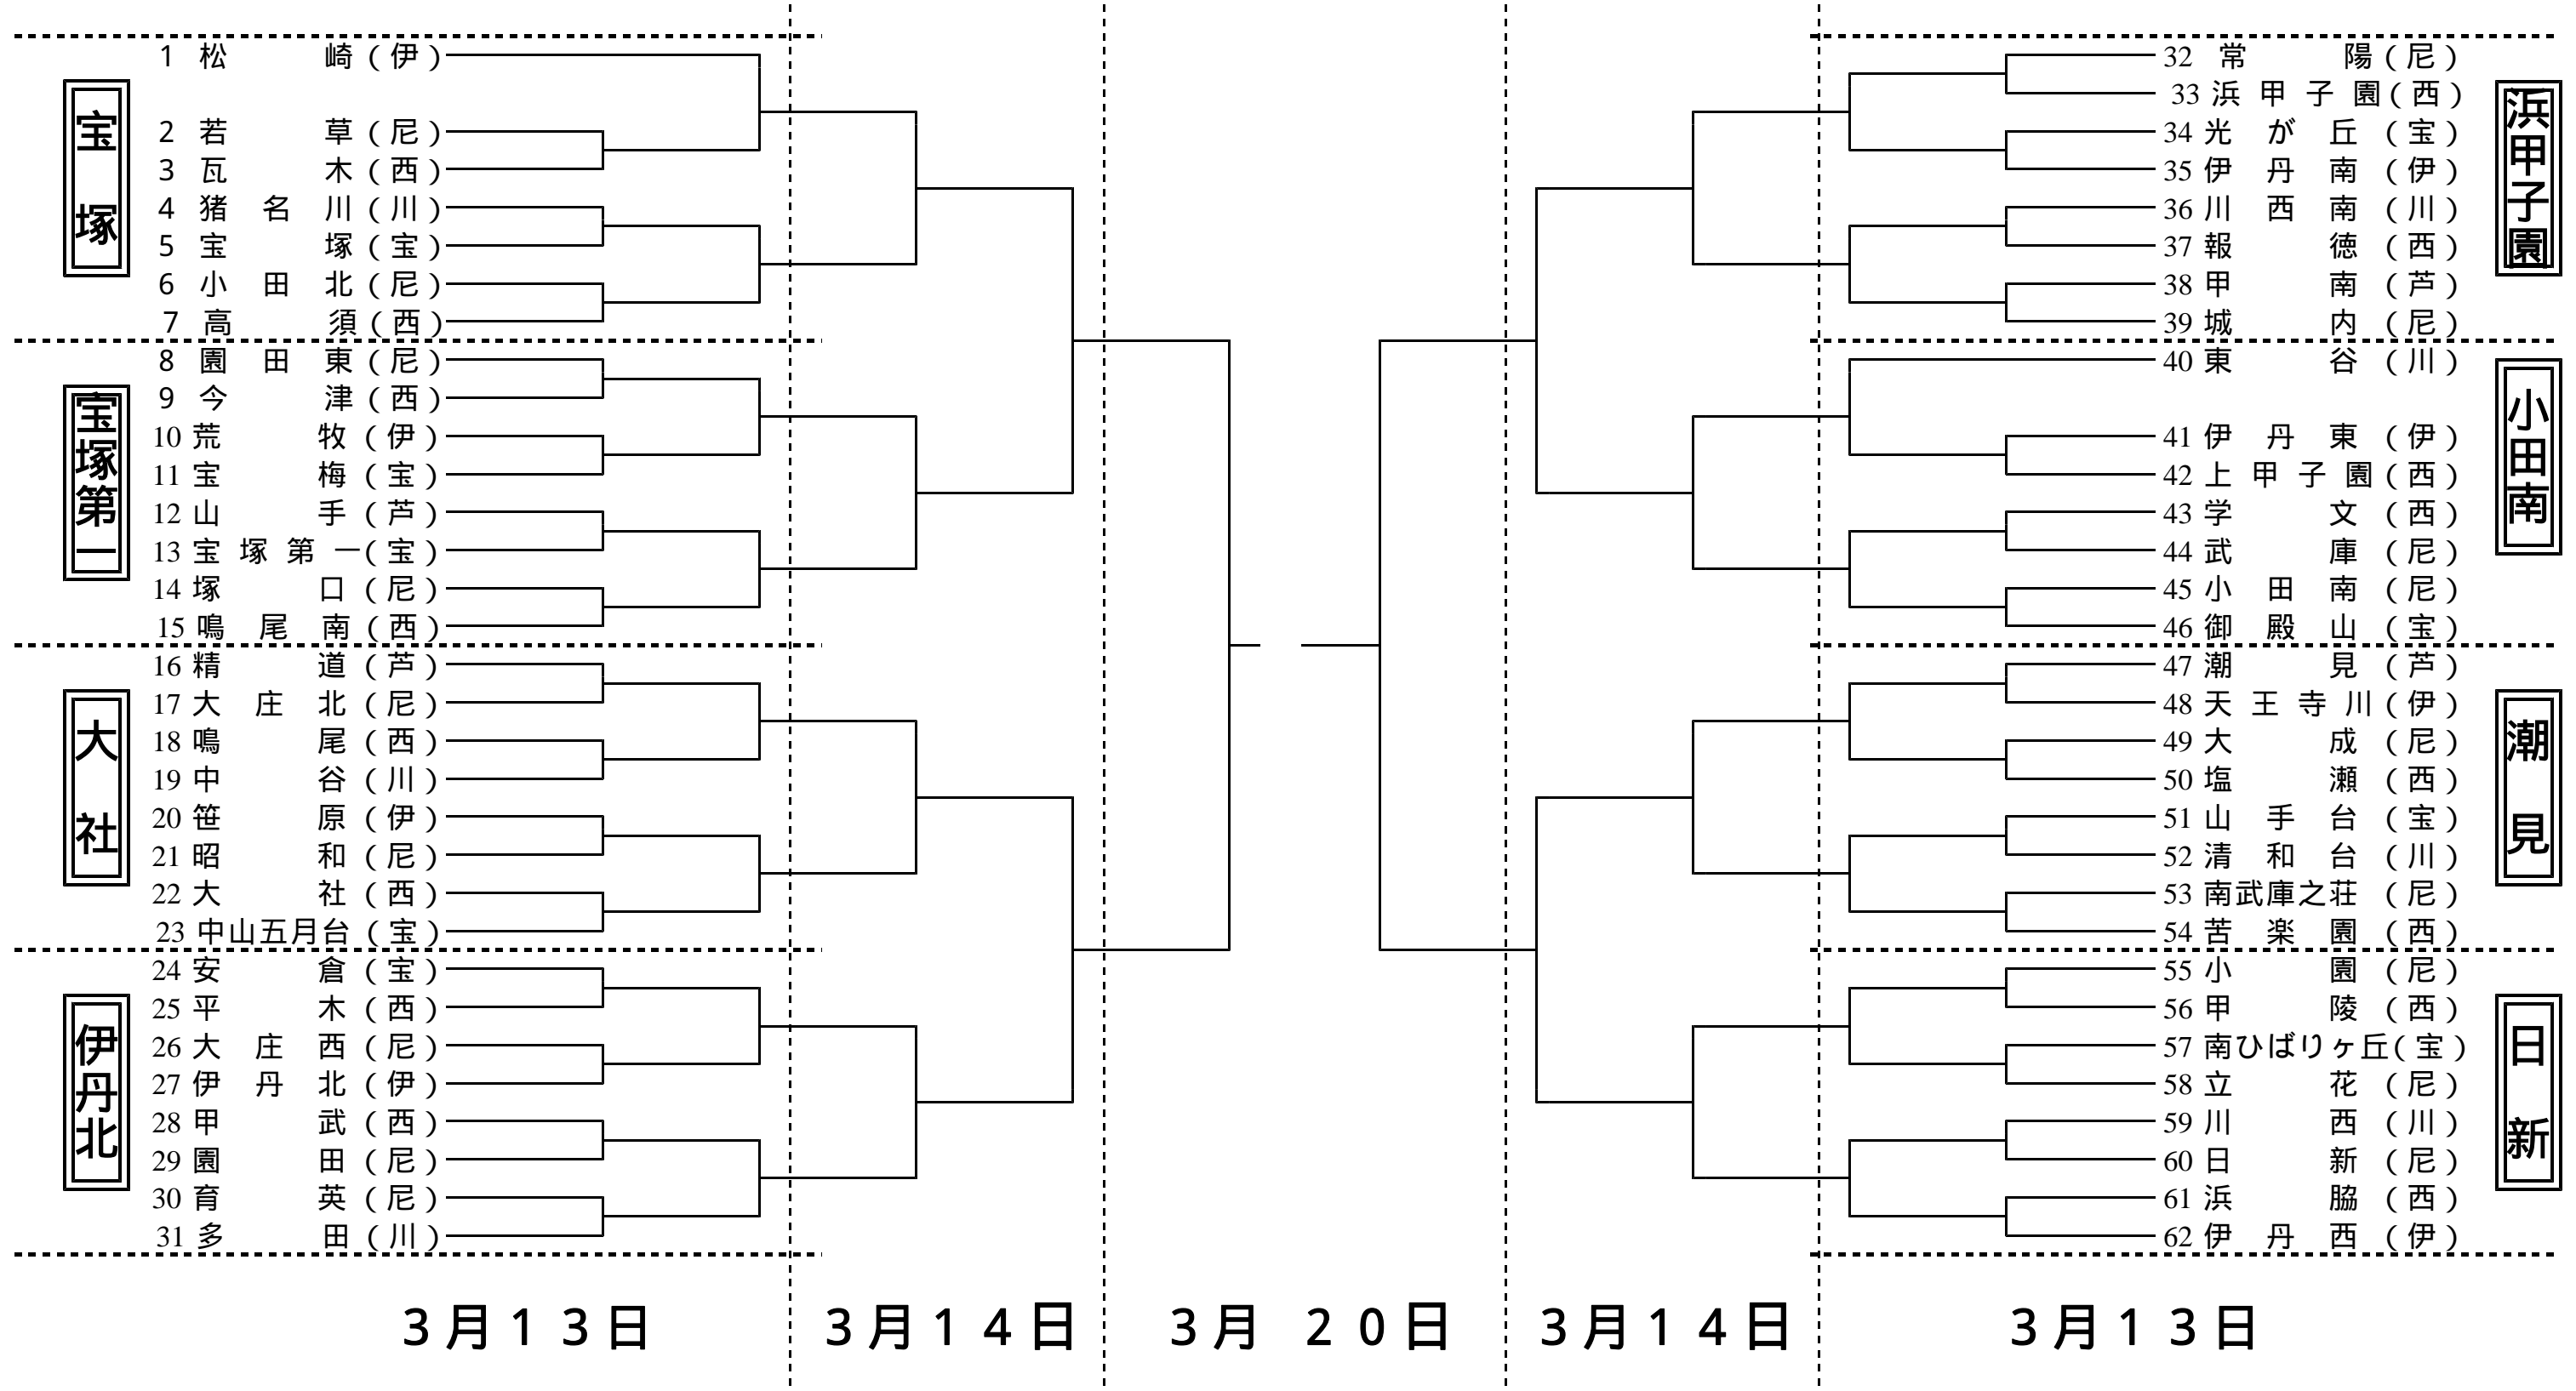 宝塚
1 松崎(伊)
2 若草(尼)
3 瓦木(西)
4 猪名川(川)
5 宝塚(宝)
6 小田北(尼)
7 高須(西)
宝塚第一
8 園田東(尼)
9 今津(西)
10 荒牧(伊)
11 宝梅(宝)
12 山手(芦)
13 宝塚第一(宝)
14 塚口(尼)
15 鳴尾南(西)
大社
16 精道(芦)
17 大庄北(尼)
18 鳴尾(西)
19 中谷(川)
20 笹原(伊)
21 昭和(尼)
22 大社(西)
23 中山五月台(宝)
伊丹北
24 安倉(宝)
25 平木(西)
26 大庄西(尼)
27 伊丹北(伊)
28 甲武(西)
29 園田(尼)
30 育英(尼)
31 多田(川)
32 常陽(尼)
33 浜甲子園(西)
34 光が丘(宝)
35 伊丹南(伊)
36 川西南(川)
37 報徳(西)
38 甲南(芦)
39 城内(尼)
浜甲子園
40 東谷(川)
41 伊丹東(伊)
42 上甲子園(西)
43 学文(西)
44 武庫(尼)
45 小田南(尼)
46 御殿山(宝)
小田南
47 潮見(芦)
48 天王寺川(伊)
49 大成(尼)
50 塩瀬(西)
51 山手台(宝)
52 清和台(川)
53 南武庫之荘(尼)
54 苦楽園(西)
潮見
55 小園(尼)
56 甲陵(西)
57 南ひばりヶ丘(宝)
58 立花(尼)
59 川西(川)
60 日新(尼)
61 浜脇(西)
62 伊丹西(伊)
日新
3月13日
3月14日
3月 20日
3月14日
3月13日